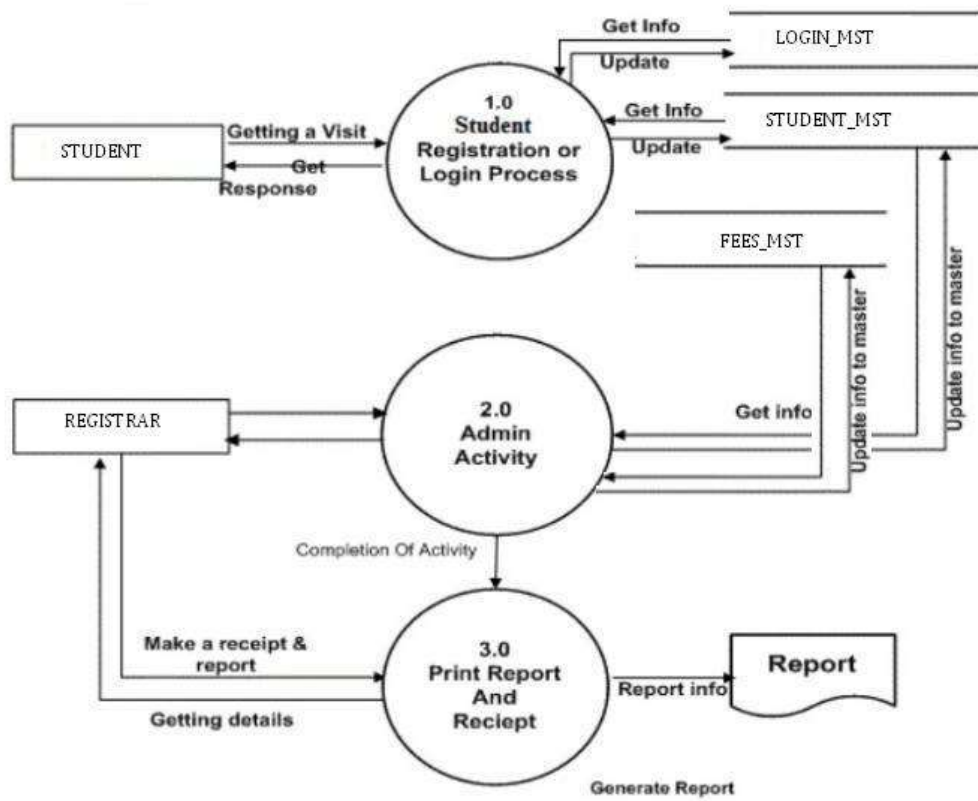 Get Info
LOGIN_MST
Update
1.0
Student
Registration or
Login Process
Get Info
STUDENT_MST
Update
STUDENT
Getting a Visit
Get
Response
FEES_MST
Update info to master
Update info to master
2.0
Admin
Activity
REGISTRAR
Get info
Completion Of Activity
3.0
Print Report
And
Reciept
Make a receipt &
report
Getting details
Report info
Report
Generate Report